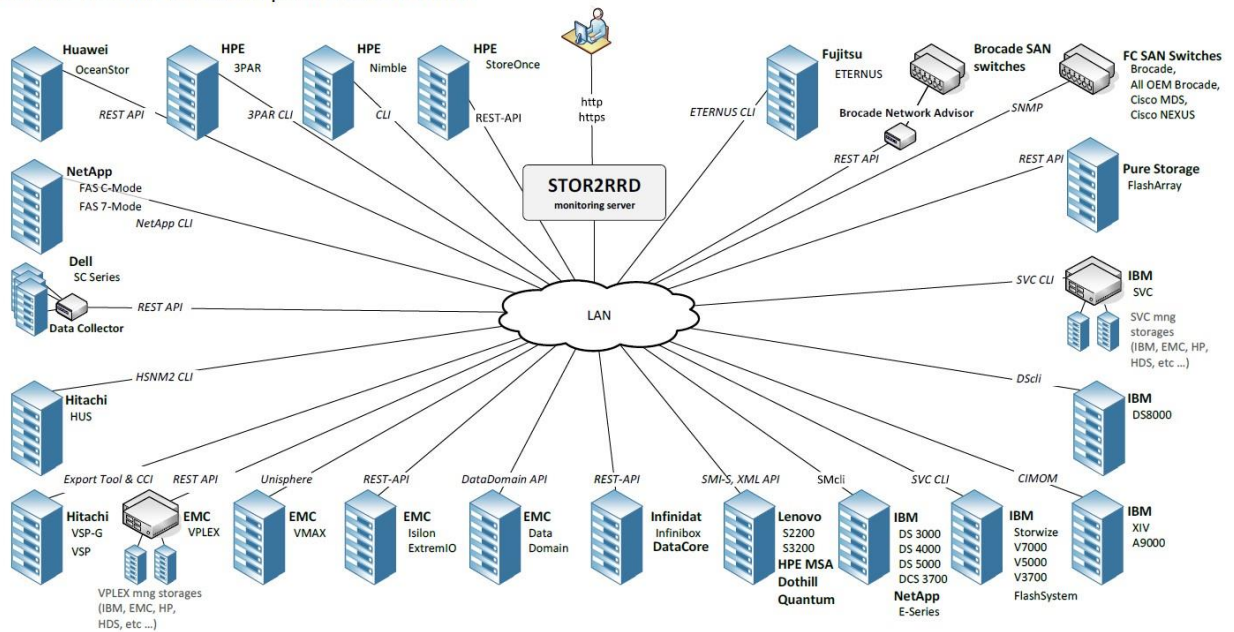 Huawei
OceanStor
REST API
HPE
3PAR
3PAR CLI
HPE
Nimble
CLI
HPE
StoreOnce
REST-API
http
https
STOR2RRD
monitoring server
Fujitsu
ETERNUS
ETERNUS CLI
Brocade SAN
switches
Brocade Network Advisor
REST API
FC SAN Switches
Brocade,
All OEM Brocade,
Cisco MDS,
Cisco NEXUS
SNMP
NetApp
FAS C-Mode
FAS 7-Mode
NetApp CLI
REST API
Pure Storage
FlashArray
Dell
SC Series
Data Collector
REST API
LAN
SVC CLI
IBM
SVC
SVC mng
storages
(IBM, EMC, HP,
HDS, etc ...)
HSNM2 CLI
Hitachi
HUS
DScli
IBM
DS8000
Export Tool & CCI
Hitachi
VSP-G
VSP
REST API
EMC
VPLEX
VPLEX mng storages
(IBM, EMC, HP,
HDS, etc ...)
Unisphere
EMC
VMAX
REST-API
EMC
Isilon
ExtremIO
DataDomain API
EMC
Data
Domain
REST-API
Infinidat
Infinibox
DataCore
SMI-S, XML API
Lenovo
S2200
S3200
HPE MSA
Dothill
Quantum
SMcli
IBM
DS 3000
DS 4000
DS 5000
DCS 3700
NetApp
E-Series
SVC CLI
IBM
Storwize
V7000
V5000
V3700
FlashSystem
CIMOM
IBM
XIV
A9000